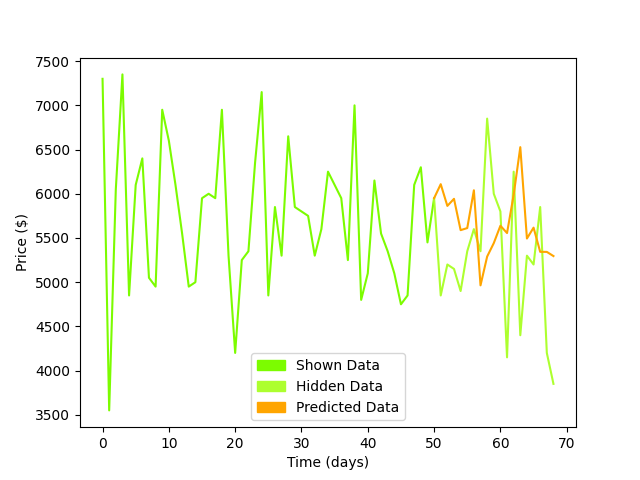 7500
7000
6500
6000
5500
5000
4500
4000
3500
Price ($)
Shown Data
Hidden Data
Predicted Data
0 10 20 30 40 50 60 70
Time (days)